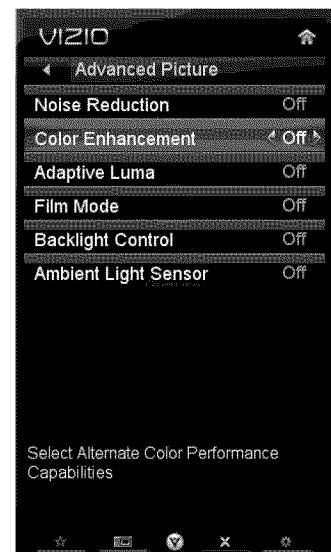 VIZIO
Advanced Picture
Noise Reduction Off
Color Enhancement Off
Adaptive Luma Off
Film Mode Off
Backlight Control Off
Ambient Light Sensor Off
Select Alternate Color Performance
Capabilities